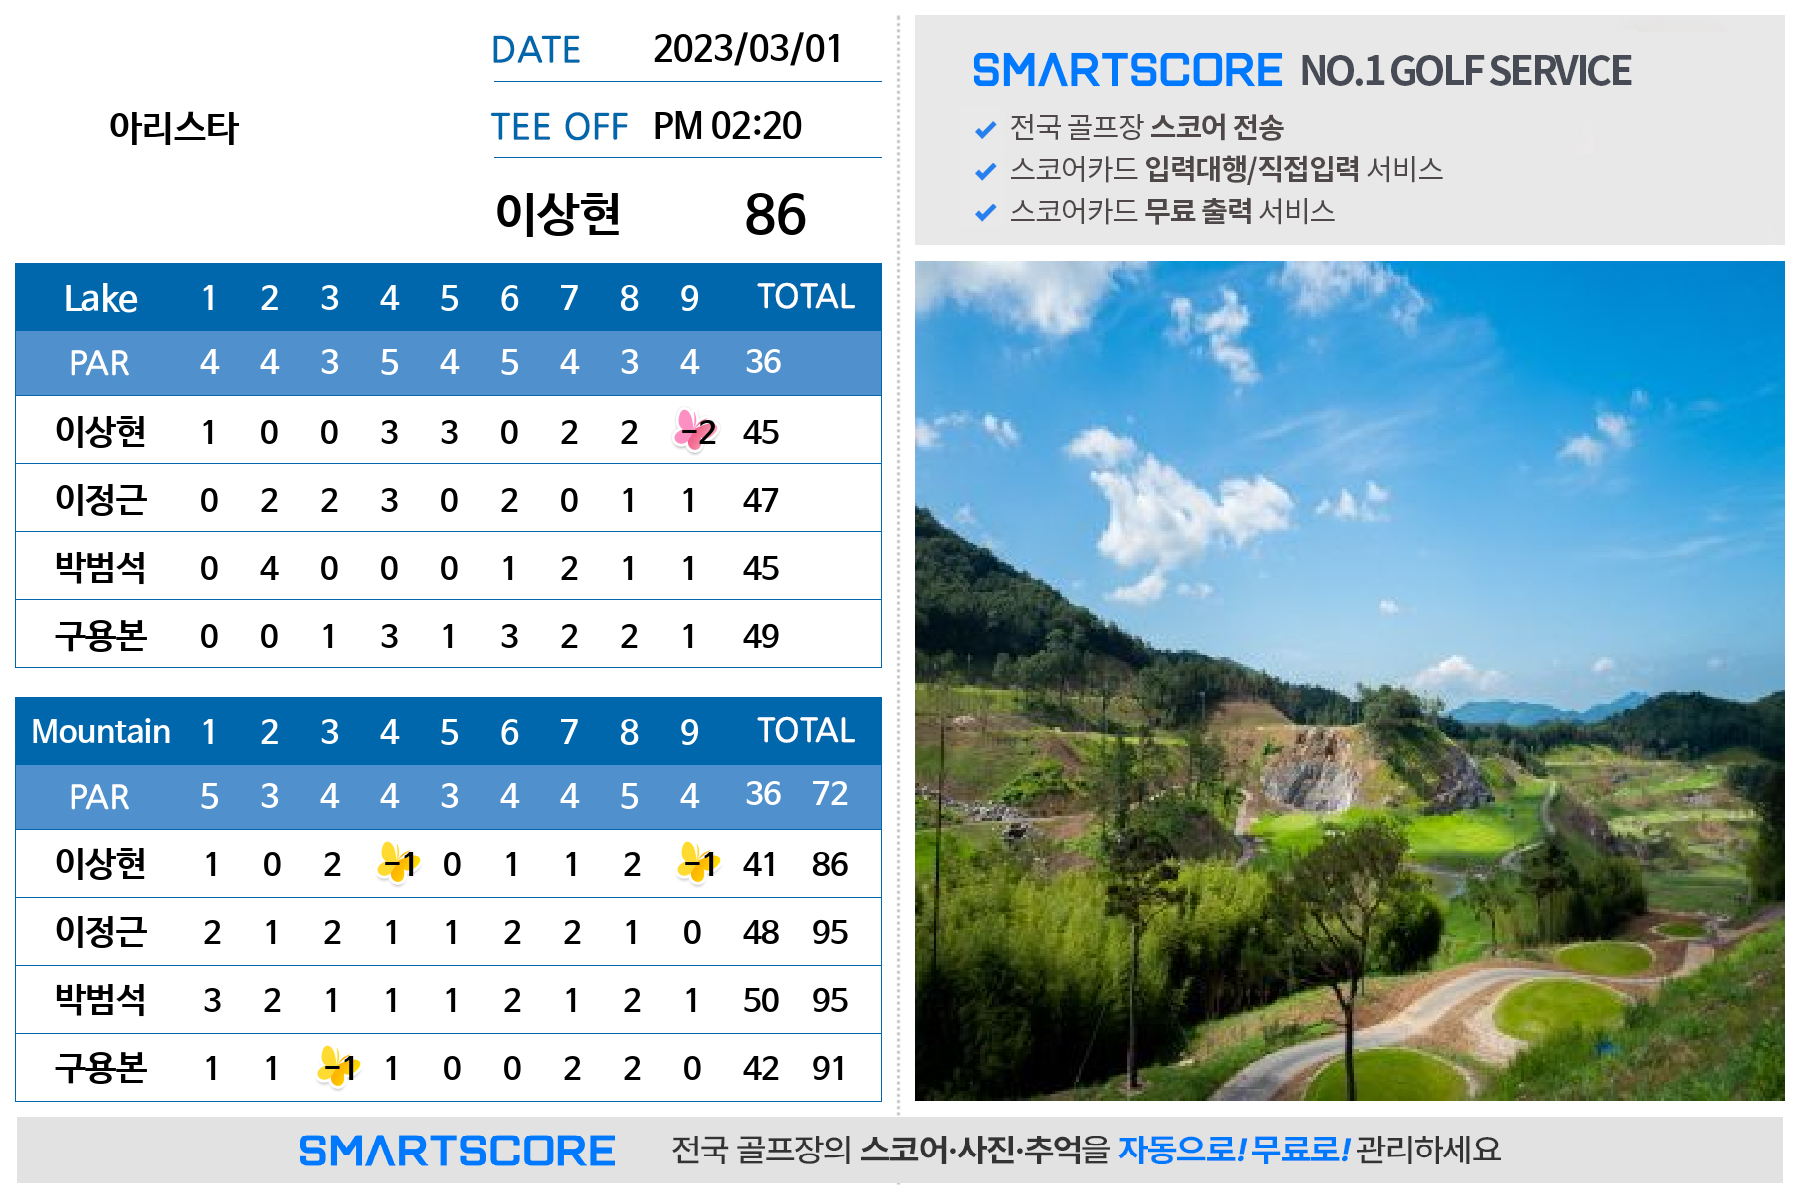 아리스타
DATE 2023/03/01
TEE OFF PM 02:20
이상현 86
Lake 1 2 3 4 5 6 7 8 9 TOTAL
PAR 4 4 3 5 4 5 4 3 4 36
이상현 1 0 0 3 3 0 2 2 -2 45
이정근 0 2 2 3 0 2 0 1 1 47
박범석 0 4 0 0 0 1 2 1 1 45
구용본 0 0 1 3 1 3 2 2 1 49
Mountain 1 2 3 4 5 6 7 8 9 TOTAL
PAR 5 3 4 4 3 4 4 5 4 36 72
이상현 1 0 2 -1 0 1 1 2 -1 41 86
이정근 2 1 2 1 1 2 2 1 0 48 95
박범석 3 2 1 1 1 2 1 2 1 50 95
구용본 1 1 -1 1 0 0 2 2 0 42 91
SMARTSCORE NO.1 GOLF SERVICE
전국 골프장 스코어 전송
스코어카드 입력대행/직접입력 서비스
스코어카드 무료 출력 서비스
SMARTSCORE 전국 골프장의 스코어·사진·추억을 자동으로! 무료로! 관리하세요